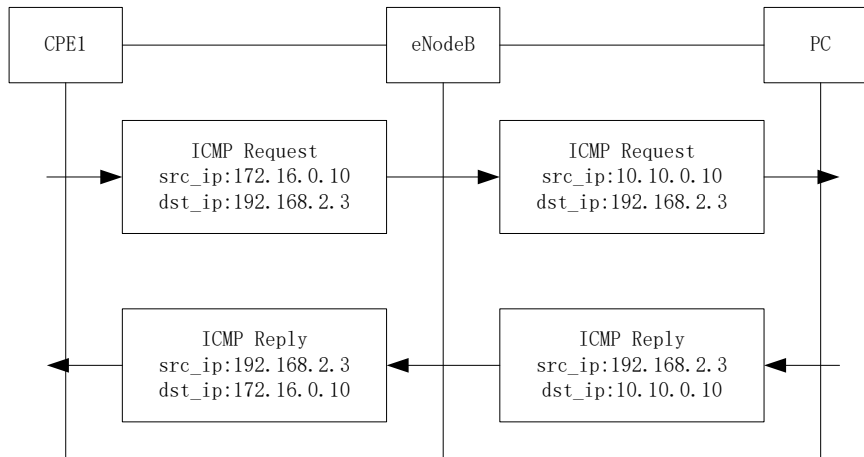 CPE1
eNodeB
PC
ICMP Request
src_ip:172.16.0.10
dst_ip:192.168.2.3
ICMP Request
src_ip:10.10.0.10
dst_ip:192.168.2.3
ICMP Reply
src_ip:192.168.2.3
dst_ip:172.16.0.10
ICMP Reply
src_ip:192.168.2.3
dst_ip:10.10.0.10